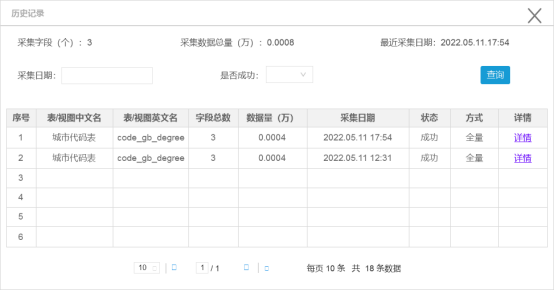 历史记录
采集字段（个）：3 采集数据总量（万）：0.0008 最近采集日期：2022.05.11.17:54
采集日期： 是否成功： 查询
序号 表/视图中文名 表/视图英文名 字段总数 数据量（万） 采集日期 状态 方式 详情
1 城市代码表 code_gb_degree 3 0.0004 2022.05.11 17:54 成功 全量 详情
2 城市代码表 code_gb_degree 3 0.0004 2022.05.11 12:31 成功 全量 详情
3
4
5
6
10 1 / 1 每页 10 条 共 18 条数据